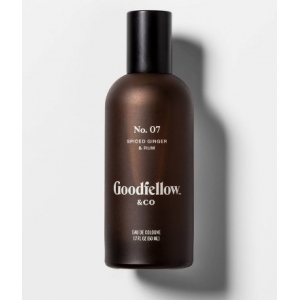 No. 07
SPICED GINGER
& RUM
Goodfellow.
& CO
EAU DE COLOGNE
1.7 FL OZ (50 ML)